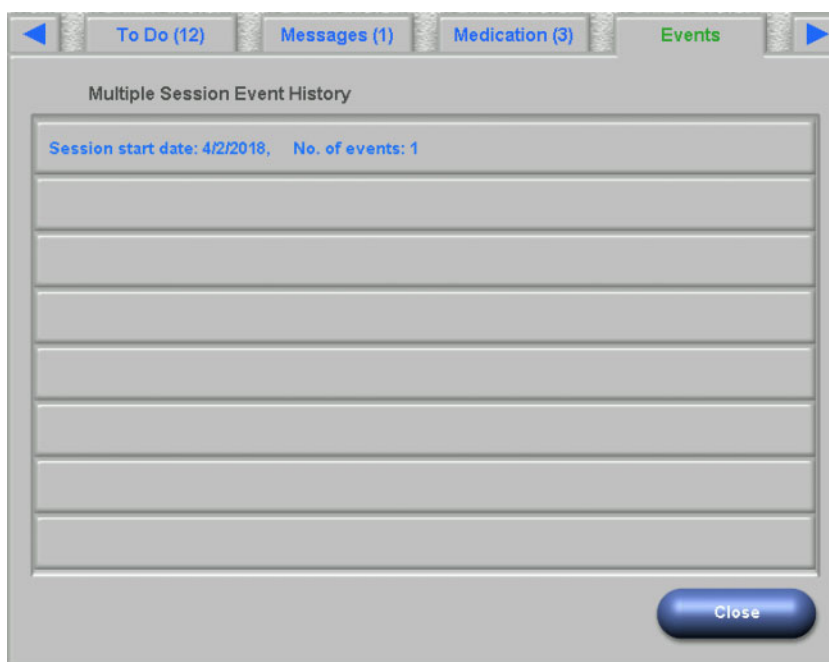 To Do (12) Messages (1) Medication (3) Events
Multiple Session Event History
Session start date: 4/2/2018, No. of events: 1
Close